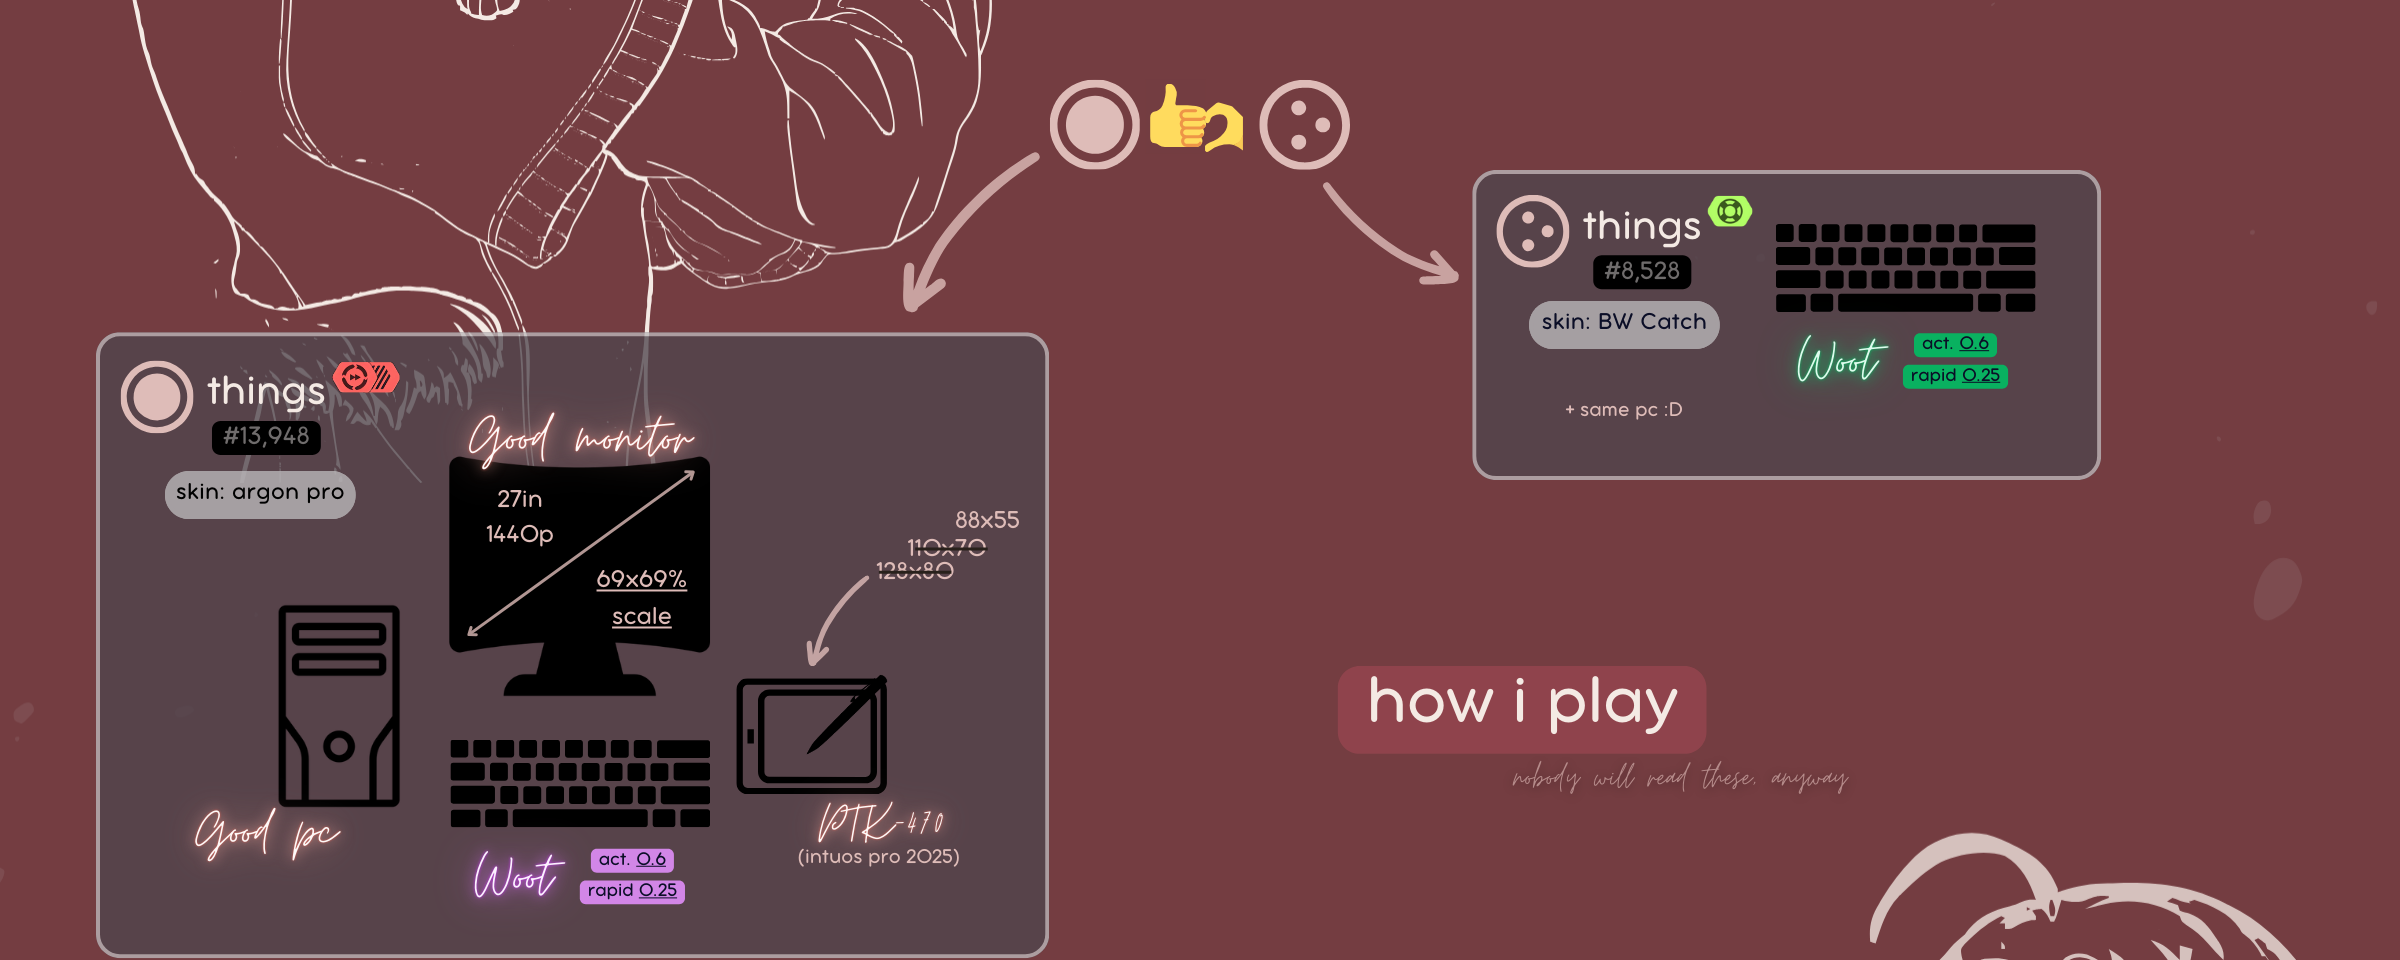 things
#13,948
skin: argon pro
Good monitor
27in
1440p
69x69%
scale
88x55
110x70
128x80
Good pc
Woot
act. 0.6
rapid 0.25
PTK-470
(intuos pro 2025)
things
#8,528
skin: BW Catch
Woot
act. 0.6
rapid 0.25
+ same pc :D
how i play
nobody will read these, anyway